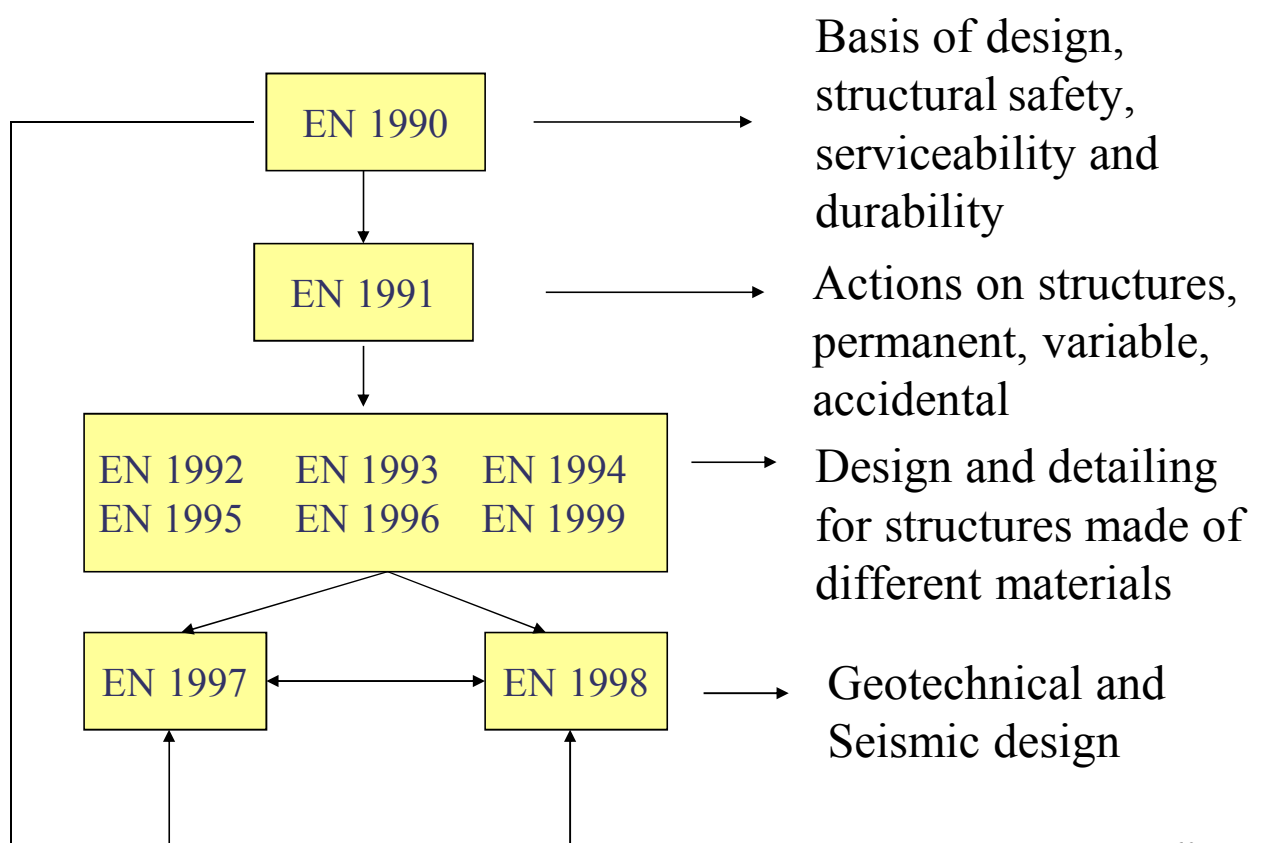 EN 1990
Basis of design,
structural safety,
serviceability and
durability
EN 1991
Actions on structures,
permanent, variable,
accidental
EN 1992 EN 1993 EN 1994
EN 1995 EN 1996 EN 1999
Design and detailing
for structures made of
different materials
EN 1997 EN 1998
Geotechnical and
Seismic design